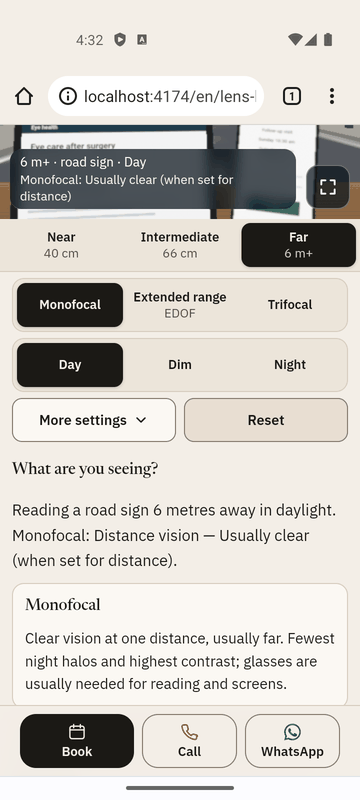 4:32
localhost:4174/en/lens-
1
Eye health
Eye care after surgery
6 m+ · road sign · Day
Monofocal: Usually clear (when set for
distance)
Near
40 cm
Intermediate
66 cm
Far
6 m+
Monofocal
Extended range
EDOF
Trifocal
Day
Dim
Night
More settings
Reset
What are you seeing?
Reading a road sign 6 metres away in daylight.
Monofocal: Distance vision — Usually clear
(when set for distance).
Monofocal
Clear vision at one distance, usually far. Fewest
night halos and highest contrast; glasses are
usually needed for reading and screens.
Book
Call
WhatsApp